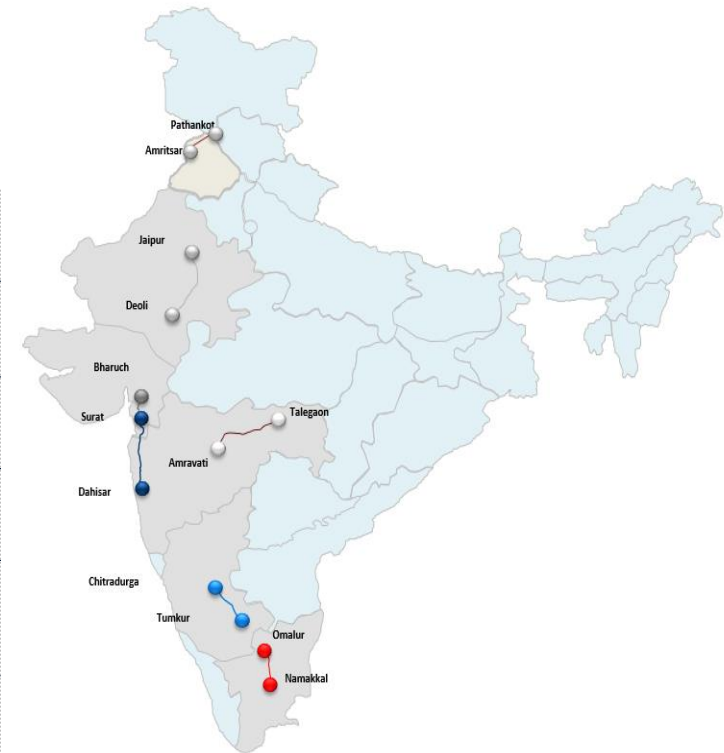 Pathankot
Amritsar
Jaipur
Deoli
Bharuch
Surat
Talegaon
Amravati
Dahisar
Chitradurga
Tumkur
Omalur
Namakkal